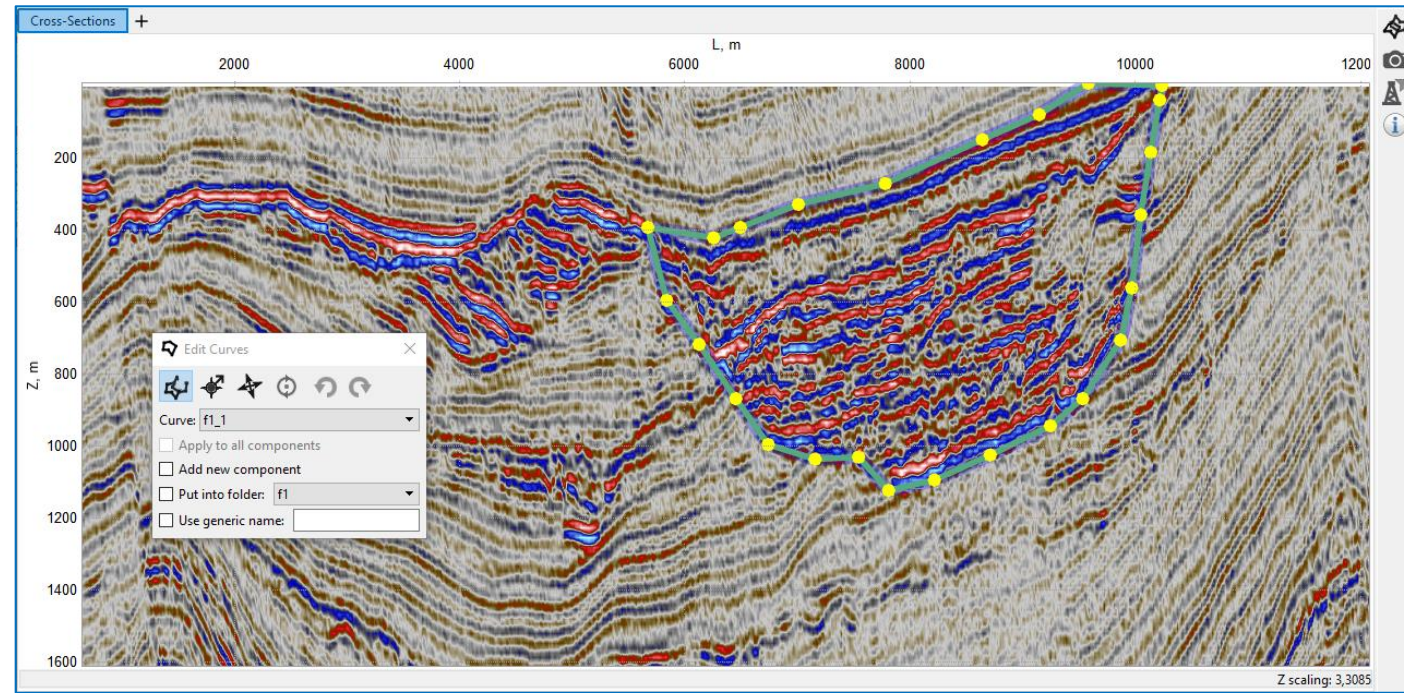 Cross-Sections +
L, m
2000 4000 6000 8000 10000 1200
200
400
600
800
1000
1200
1400
1600
Z, m
Edit Curves
Curve: f1_1
Apply to all components
Add new component
Put into folder: f1
Use generic name:
Z scaling: 3,3085